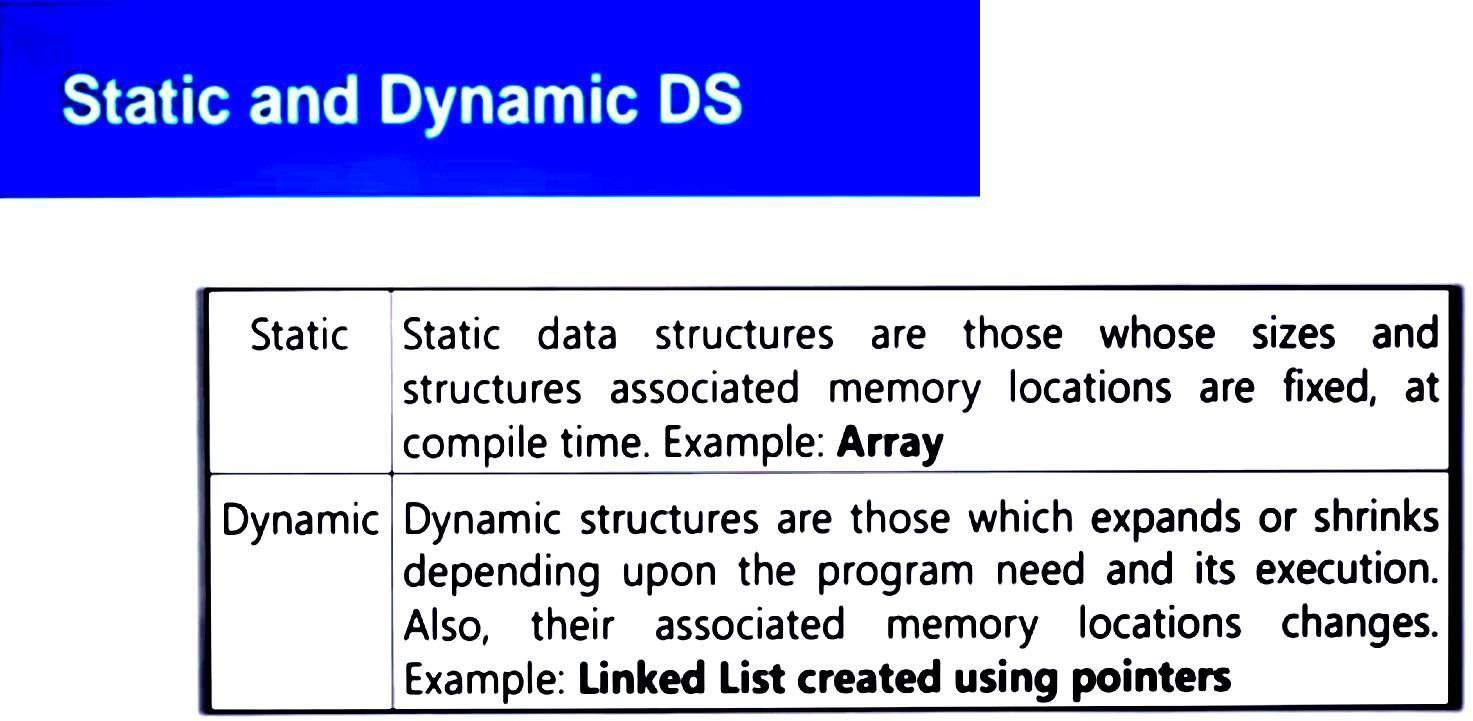 Static and Dynamic DS
Static
Static data structures are those whose sizes and
structures associated memory locations are fixed, at
compile time. Example: Array
Dynamic
Dynamic structures are those which expands or shrinks
depending upon the program need and its execution.
Also, their associated memory locations changes.
Example: Linked List created using pointers